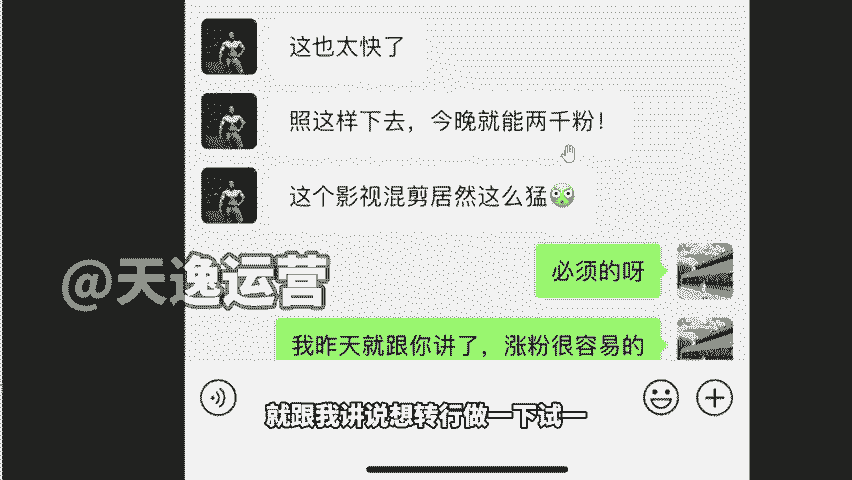 这也太快了
照这样下去，今晚就能两千粉！
这个影视混剪居然这么猛
必须的呀
@天逸运营
我昨天就跟你讲了，涨粉很容易的
就跟我讲说想转行做一下试一